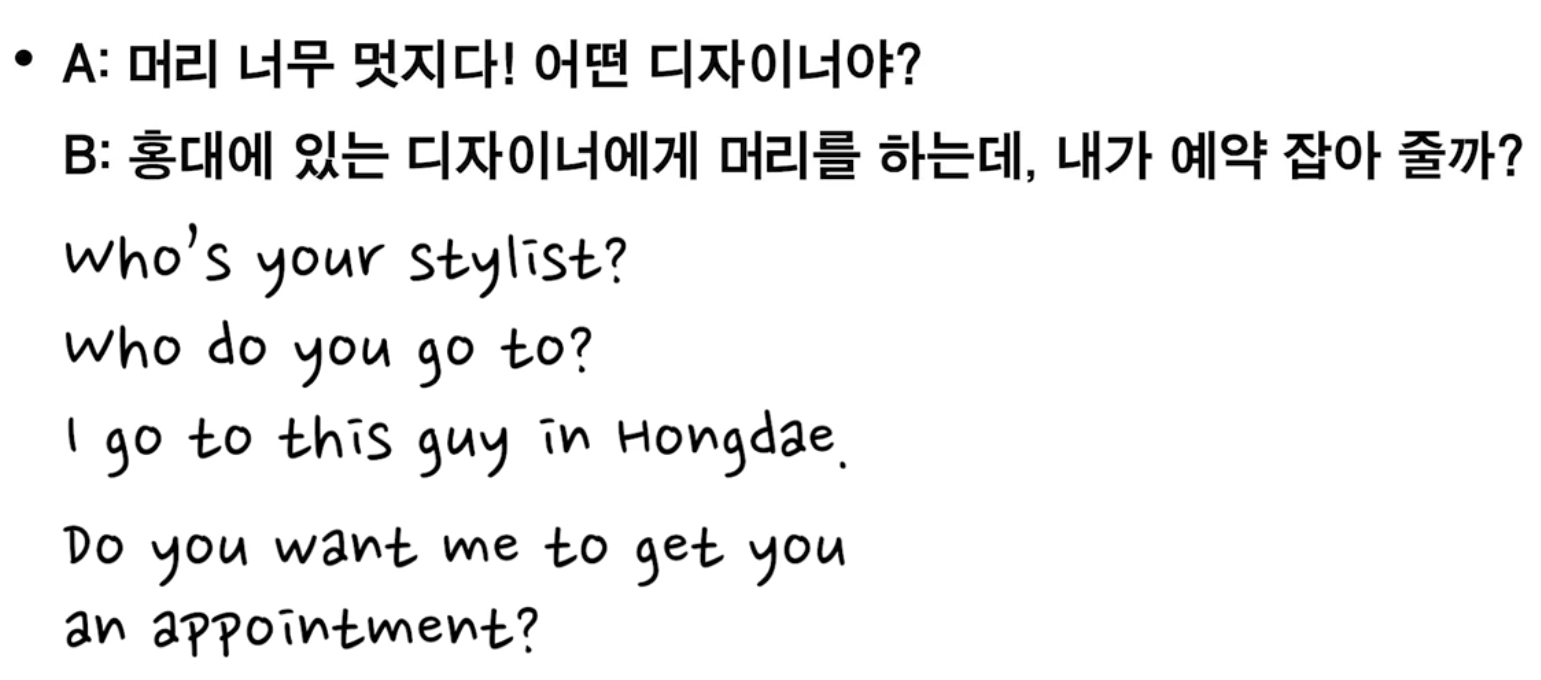 • A: 머리 너무 멋지다! 어떤 디자이너야?
B: 홍대에 있는 디자이너에게 머리를 하는데, 내가 예약 잡아 줄까?
Who's your stylist?
Who do you go to?
I go to this guy in Hongdae.
Do you want me to get you
an appointment?